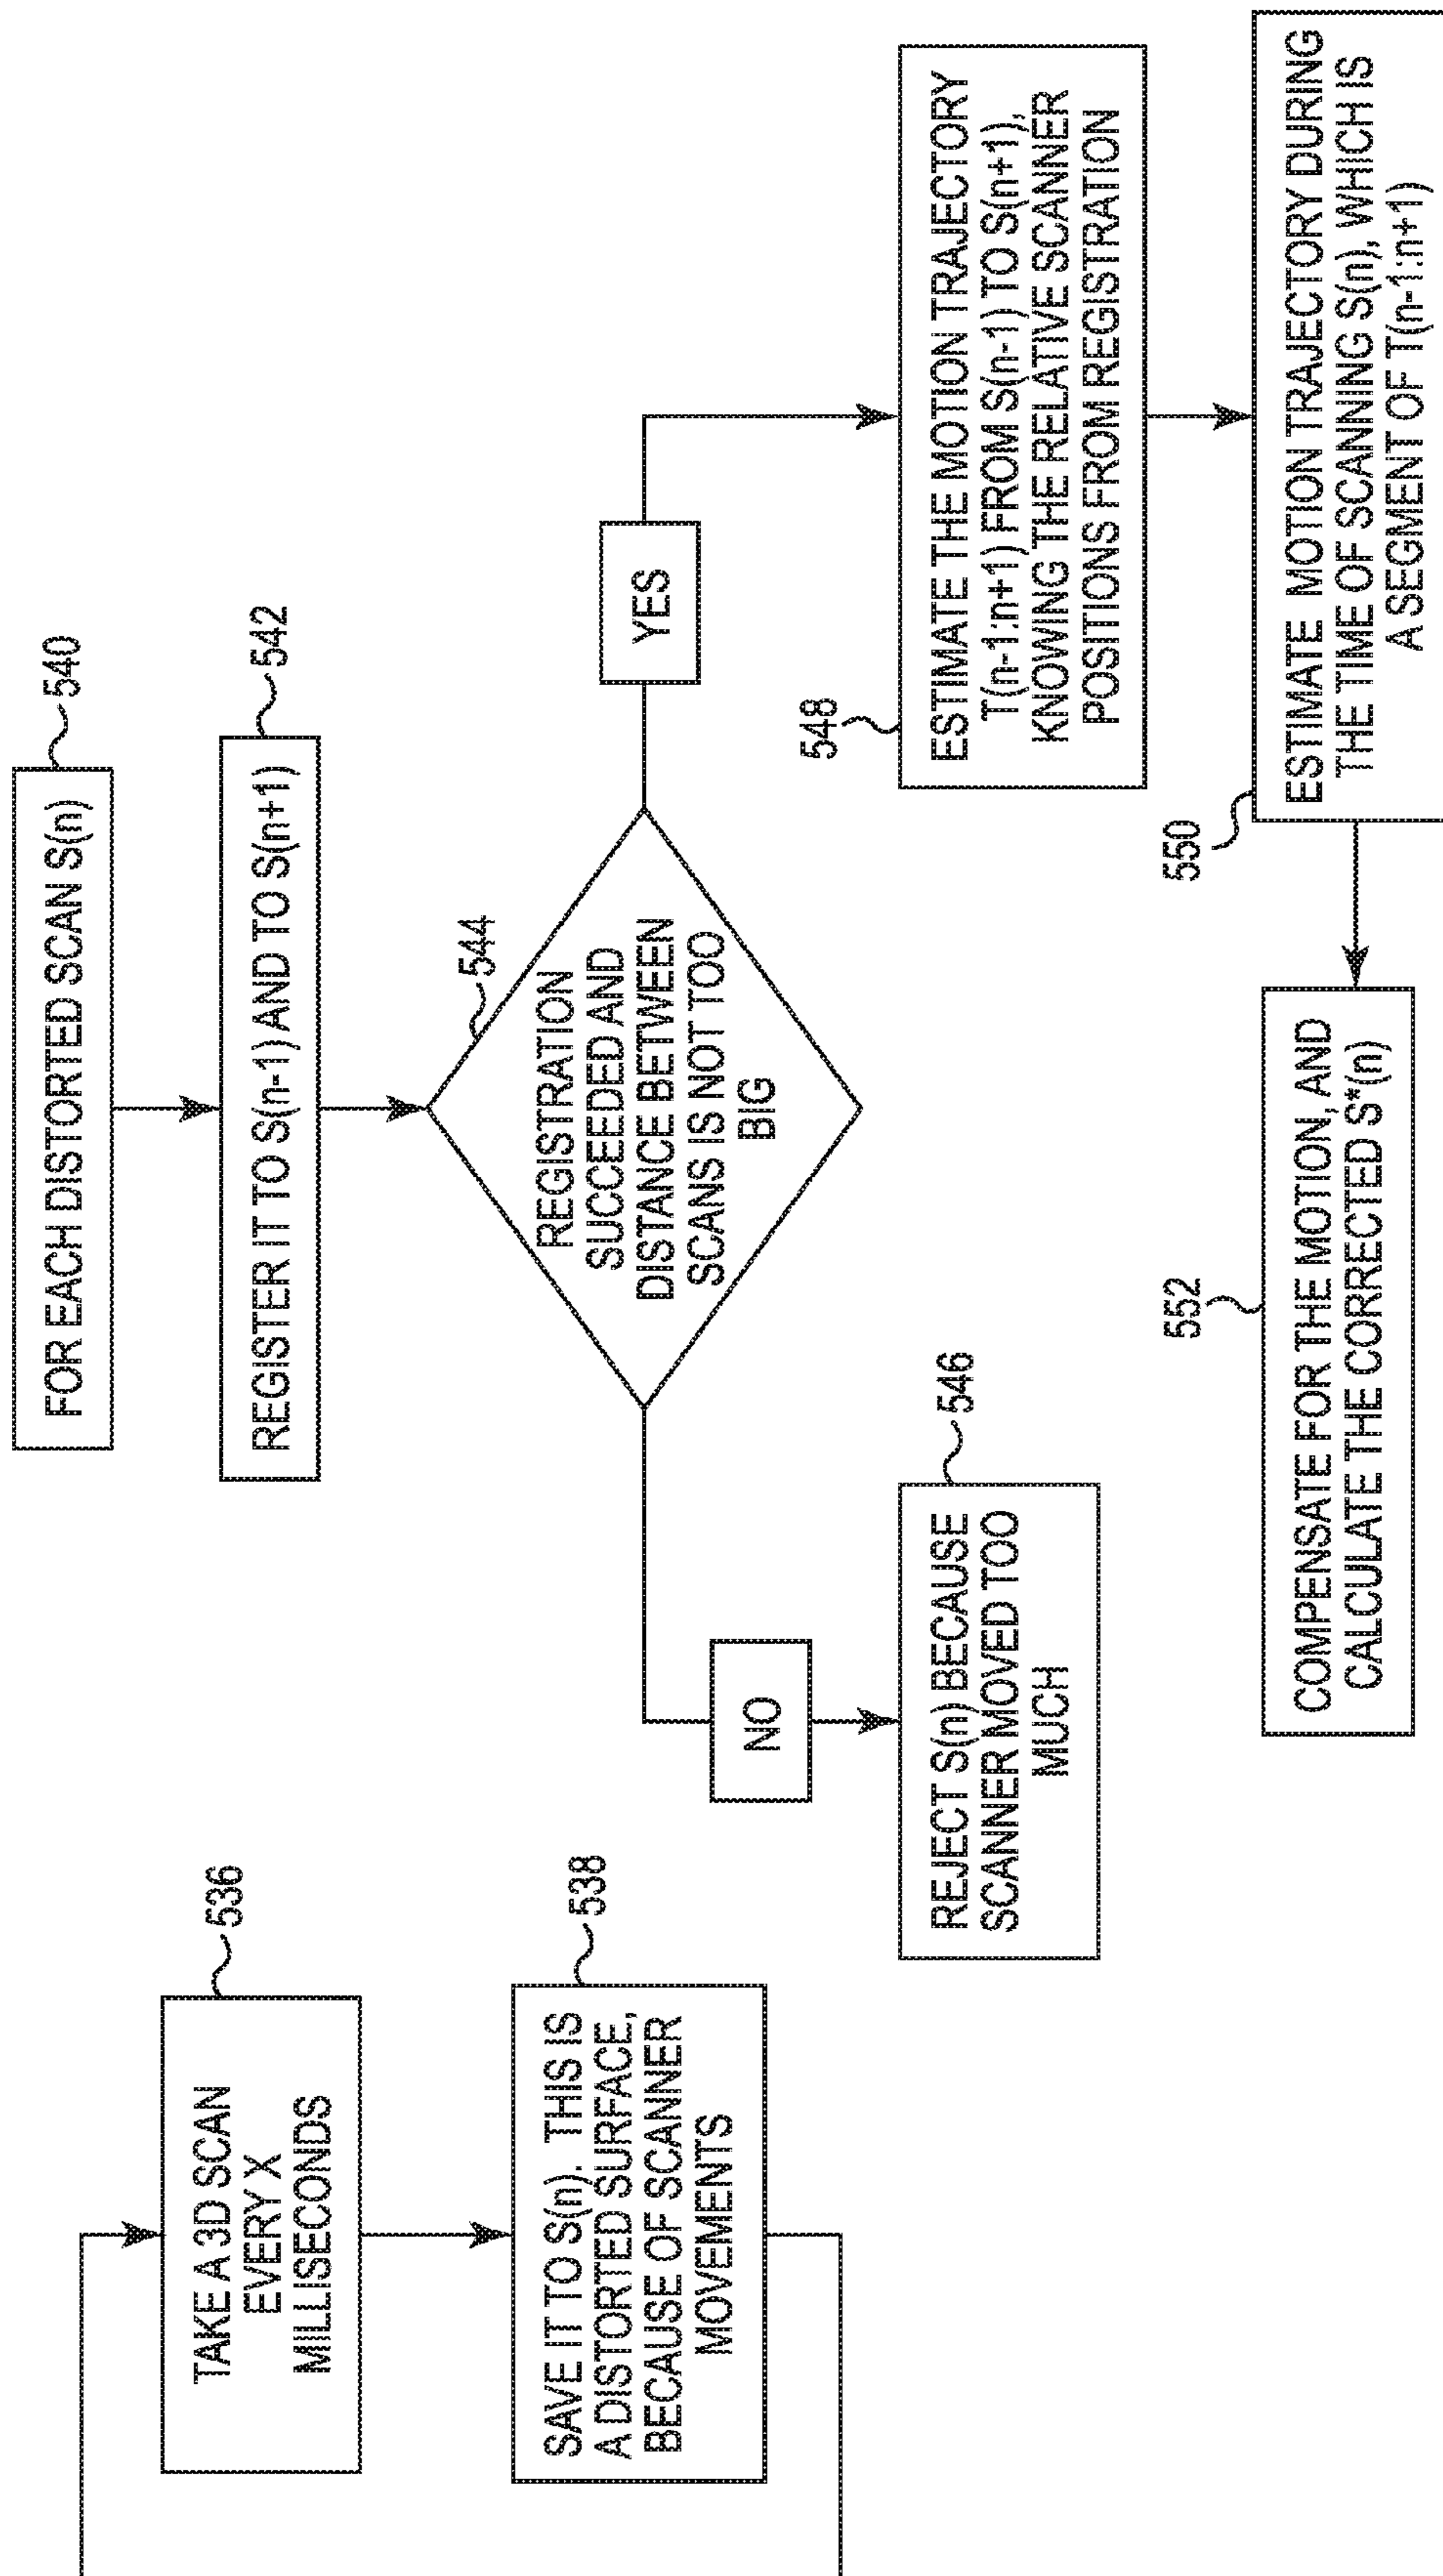 536
TAKE A 3D SCAN
EVERY X
MILLISECONDS
538
SAVE IT TO S(n). THIS IS
A DISTORTED SURFACE,
BECAUSE OF SCANNER
MOVEMENTS
540
FOR EACH DISTORTED SCAN S(n)
542
REGISTER IT TO S(n-1) AND TO S(n+1)
544
REGISTRATION
SUCCEEDED AND
DISTANCE BETWEEN
SCANS IS NOT TOO
BIG
NO
546
REJECT S(n) BECAUSE
SCANNER MOVED TOO
MUCH
YES
548
ESTIMATE THE MOTION TRAJECTORY
T(n-1:n+1) FROM S(n-1) TO S(n+1),
KNOWING THE RELATIVE SCANNER
POSITIONS FROM REGISTRATION
550
ESTIMATE MOTION TRAJECTORY DURING
THE TIME OF SCANNING S(n), WHICH IS
A SEGMENT OF T(n-1:n+1)
552
COMPENSATE FOR THE MOTION, AND
CALCULATE THE CORRECTED S*(n)